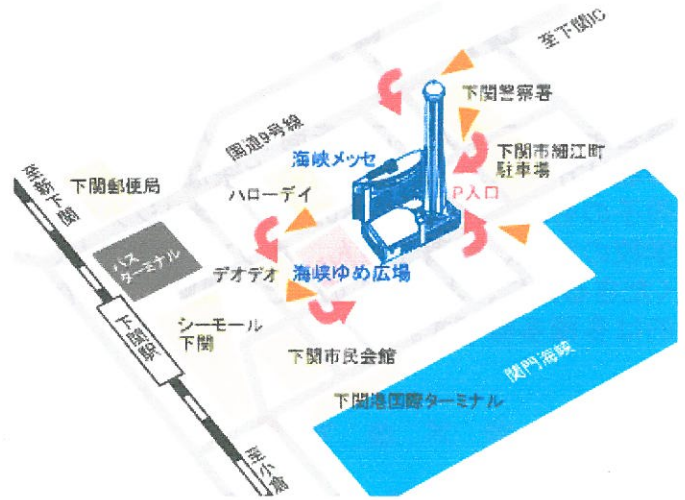 至下関IC
下関警察署
国道9号線
海峡メッセ
下関市細江町
駐車場
P入口
至新下関
下関郵便局
ハローデイ
バス
ターミナル
デオデオ
海峡ゆめ広場
シーモール
下関
下関駅
下関市民会館
関門海峡
下関港国際ターミナル
至小倉